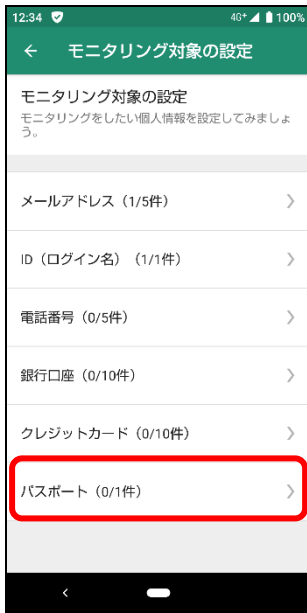 12:34 4G+ 100%
← モニタリング対象の設定
モニタリング対象の設定
モニタリングをしたい個人情報を設定してみましょ
う。
メールアドレス（1/5件）
ID（ログイン名）（1/1件）
電話番号（0/5件）
銀行口座（0/10件）
クレジットカード（0/10件）
パスポート（0/1件）